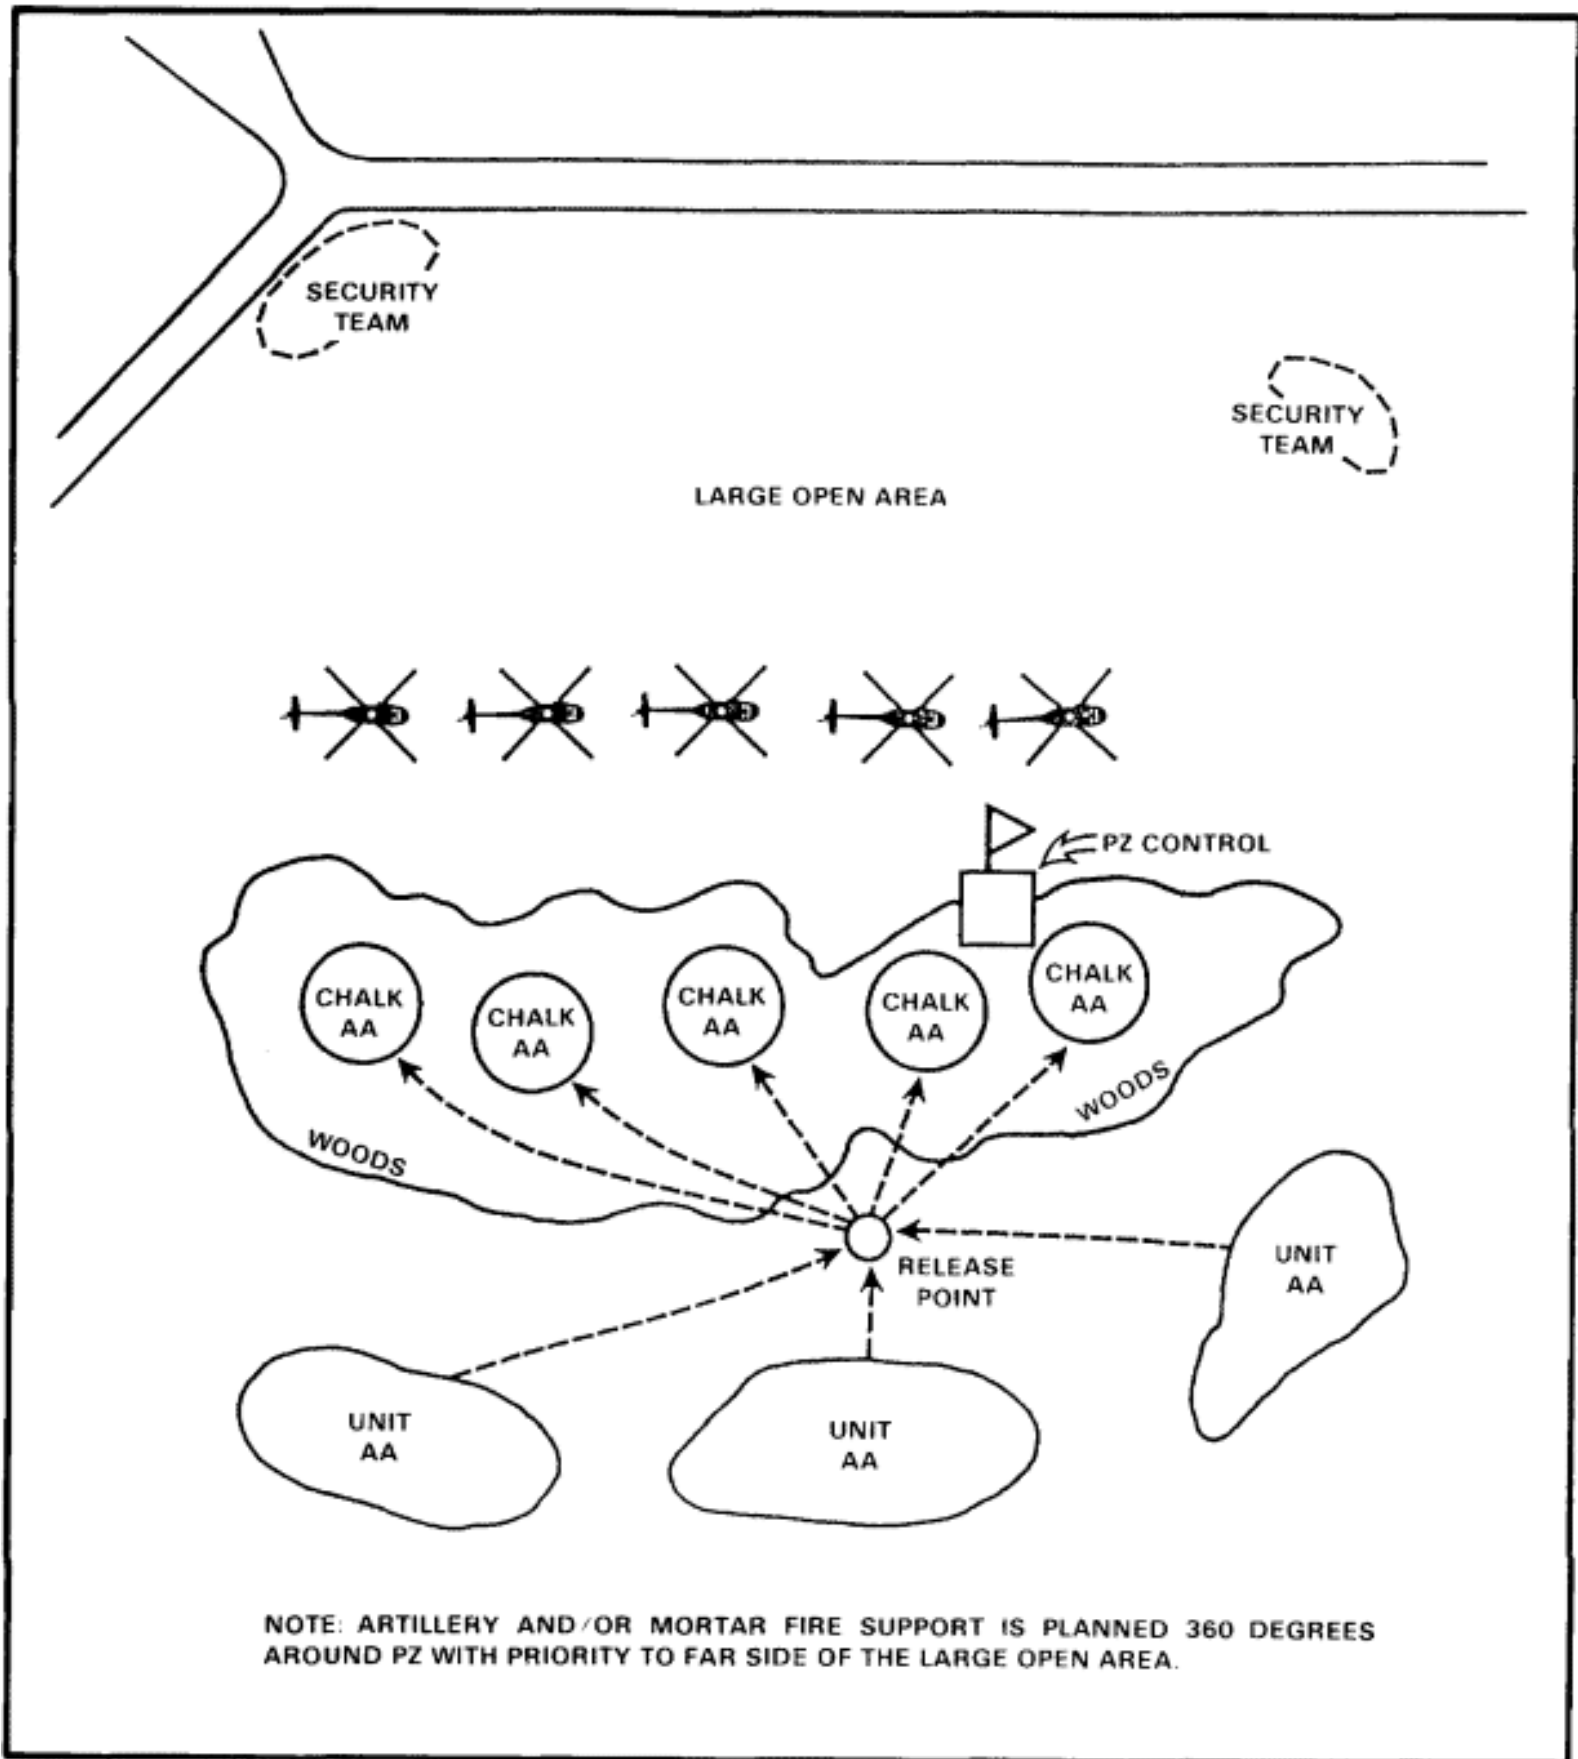 SECURITY
TEAM
SECURITY
TEAM
LARGE OPEN AREA
PZ CONTROL
CHALK
AA
CHALK
AA
CHALK
AA
CHALK
AA
CHALK
AA
WOODS
WOODS
RELEASE
POINT
UNIT
AA
UNIT
AA
UNIT
AA
NOTE: ARTILLERY AND/OR MORTAR FIRE SUPPORT IS PLANNED 360 DEGREES
AROUND PZ WITH PRIORITY TO FAR SIDE OF THE LARGE OPEN AREA.